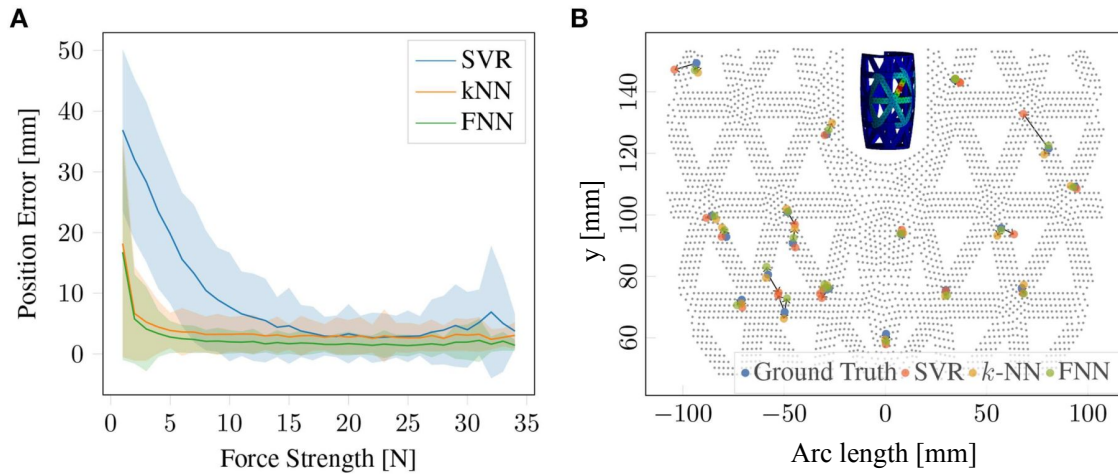 A
50
40
30
20
10
0
Position Error [mm]
SVR
kNN
FNN
0
5
10
15
20
25
30
35
Force Strength [N]
B
140
120
100
80
60
y [mm]
Ground Truth SVR k-NN FNN
−100
−50
0
50
100
Arc length [mm]